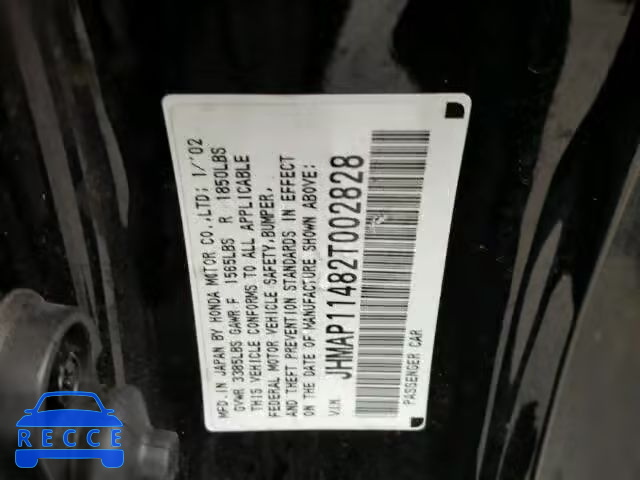 MFD.IN JAPAN BY HONDA MOTOR CO.,LTD: 1/'02
GVWR 3385LBS GAWR F 1565LBS R 1850LBS
THIS VEHICLE CONFORMS TO ALL APPLICABLE
FEDERAL MOTOR VEHICLE SAFETY,BUMPER,
AND THEFT PREVENTION STANDARDS IN EFFECT
ON THE DATE OF MANUFACTURE SHOWN ABOVE:
V.I.N. JHMAP11482T002828
PASSENGER CAR
RECCE